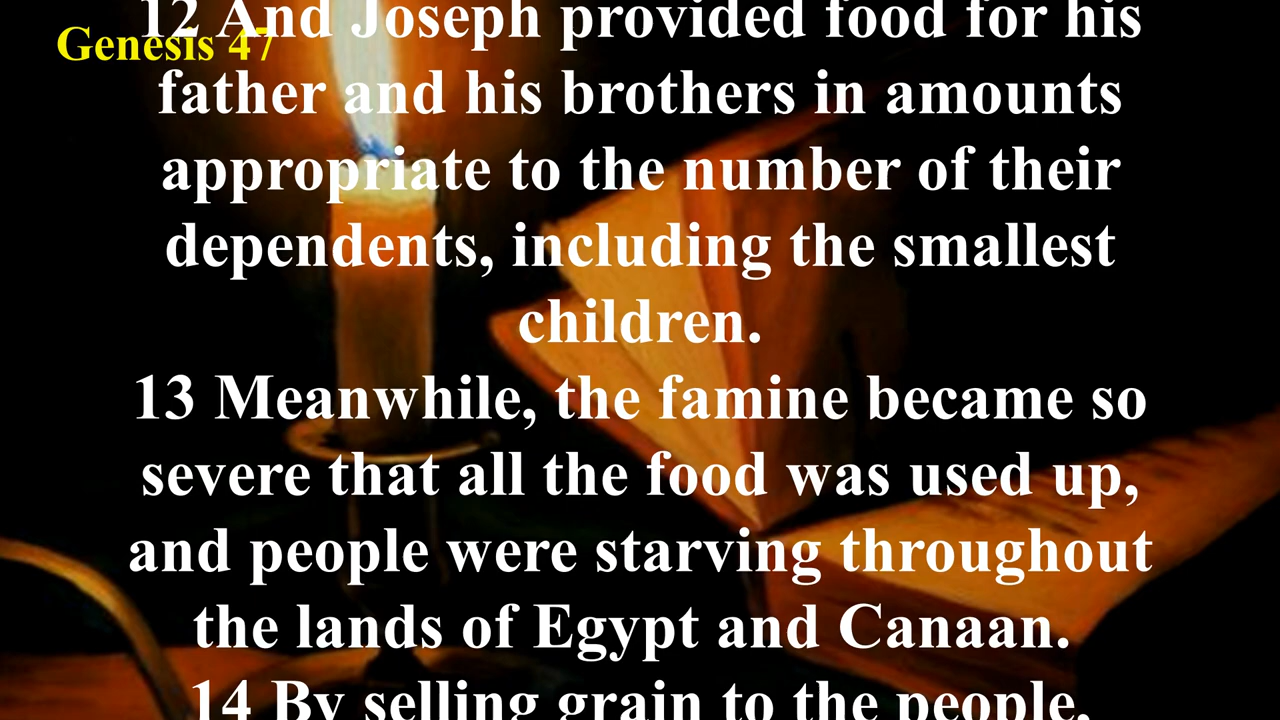 Genesis 47
12 And Joseph provided food for his
father and his brothers in amounts
appropriate to the number of their
dependents, including the smallest
children.
13 Meanwhile, the famine became so
severe that all the food was used up,
and people were starving throughout
the lands of Egypt and Canaan.
14 By selling grain to the people,